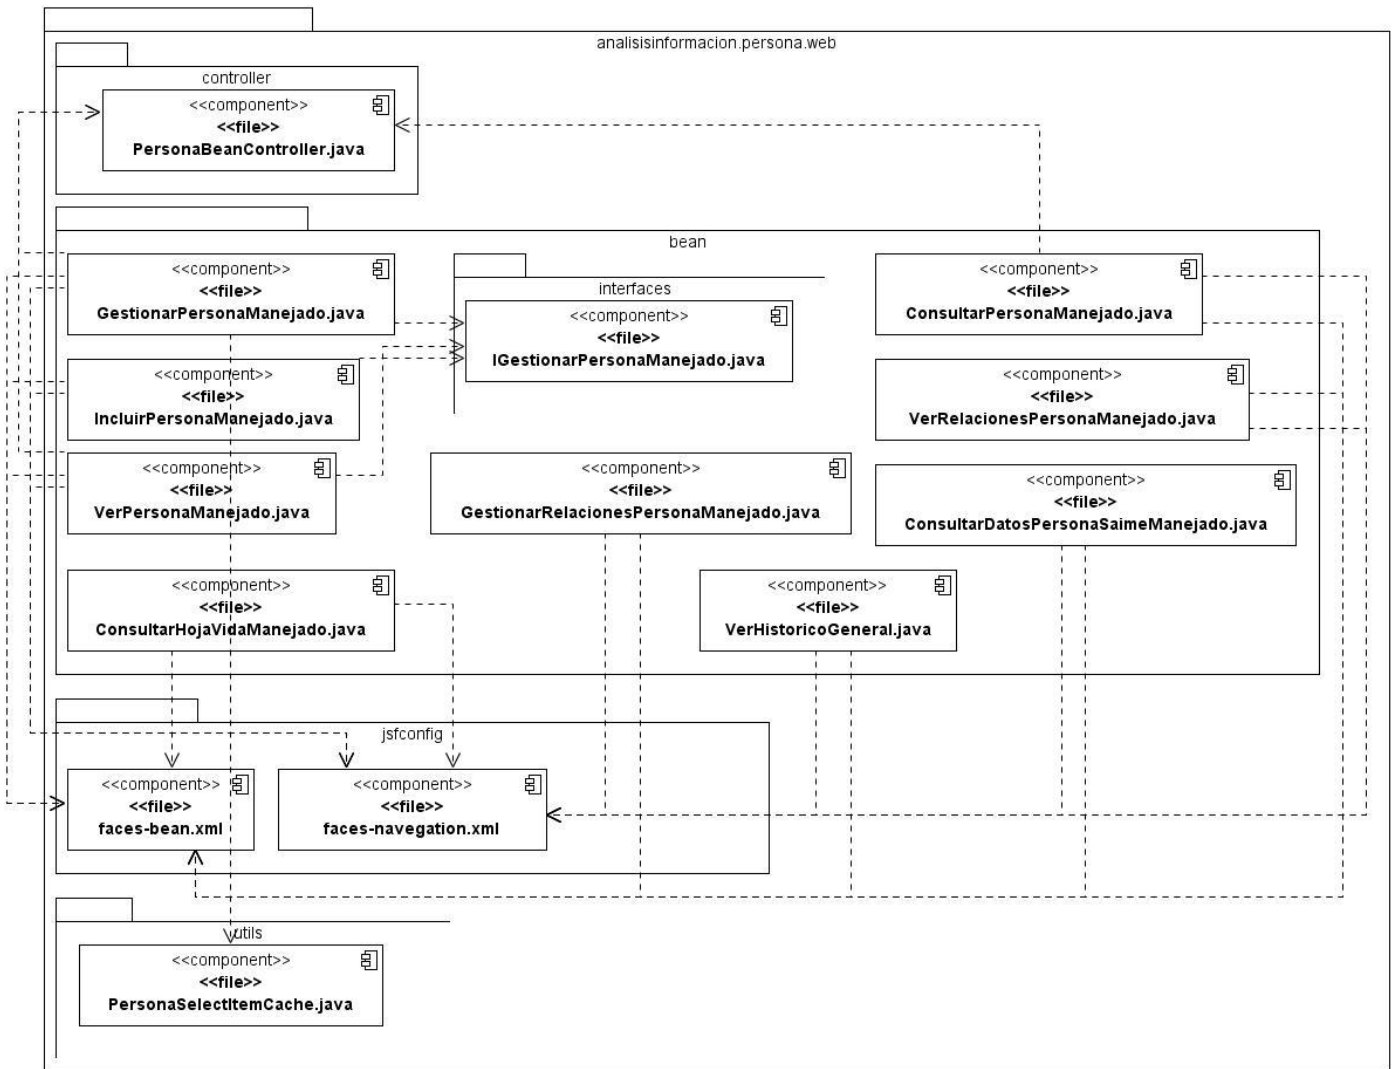 analisisinformacion.persona.web
controller
<<component>>
<<file>>
PersonaBeanController.java
bean
<<component>>
<<file>>
GestionarPersonaManejado.java
interfaces
<<component>>
<<file>>
IGestionarPersonaManejado.java
<<component>>
<<file>>
ConsultarPersonaManejado.java
<<component>>
<<file>>
IncluirPersonaManejado.java
<<component>>
<<file>>
VerRelacionesPersonaManejado.java
<<component>>
<<file>>
VerPersonaManejado.java
<<component>>
<<file>>
GestionarRelacionesPersonaManejado.java
<<component>>
<<file>>
ConsultarDatosPersonaSaimeManejado.java
<<component>>
<<file>>
ConsultarHojaVidaManejado.java
<<component>>
<<file>>
VerHistoricoGeneral.java
jsfconfig
<<component>>
<<file>>
faces-bean.xml
<<component>>
<<file>>
faces-navegation.xml
utils
<<component>>
<<file>>
PersonaSelectItemCache.java